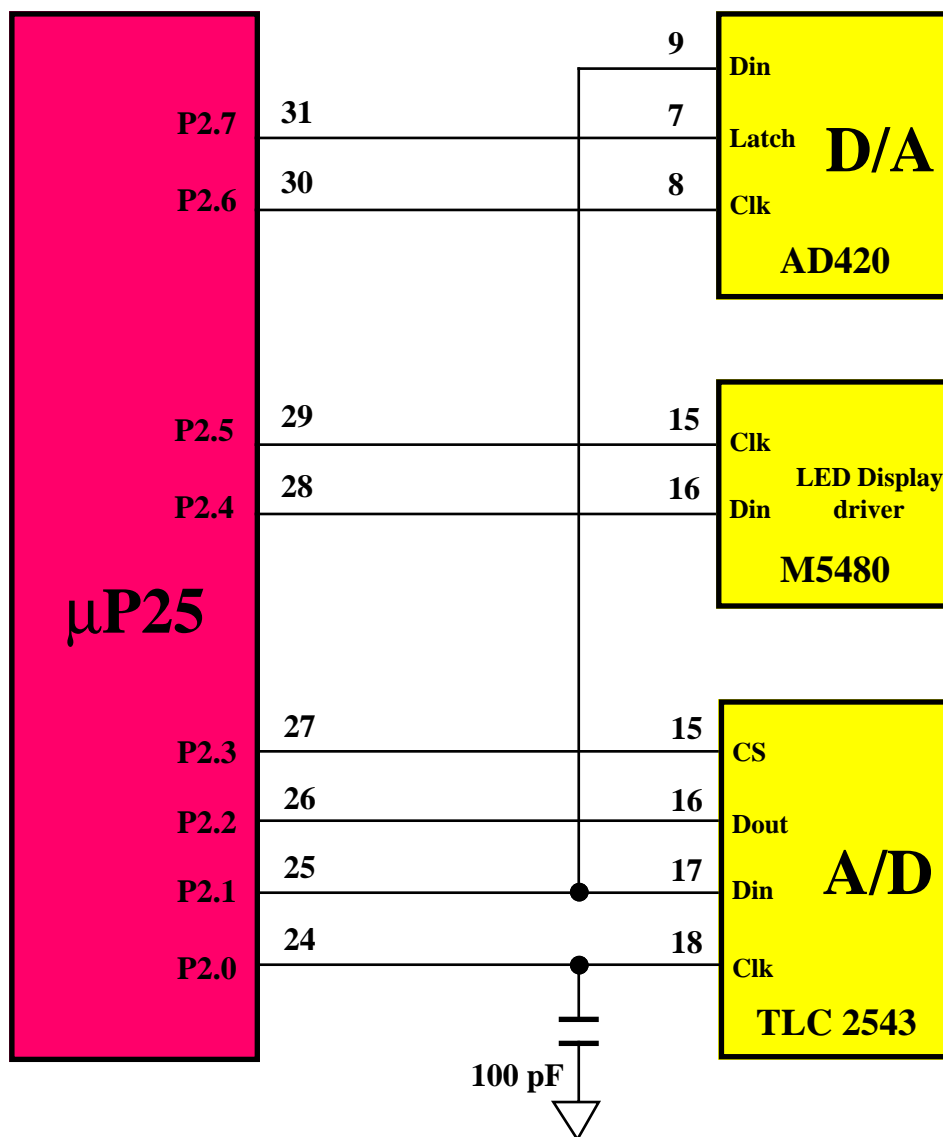 9
Din
P2.7
31
7
Latch
D/A
P2.6
30
8
Clk
AD420
P2.5
29
15
Clk
P2.4
28
16
Din
LED Display
driver
M5480
µP25
P2.3
27
15
CS
P2.2
26
16
Dout
P2.1
25
17
Din
A/D
P2.0
24
18
Clk
TLC 2543
100 pF